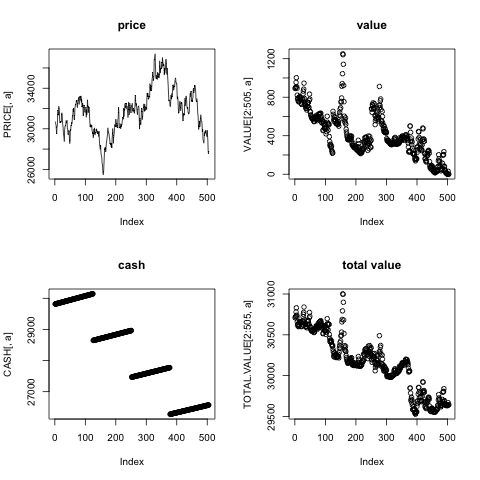 price
PRICE[, a]
26000 30000 34000
0 100 200 300 400 500
Index
value
VALUE[2:505, a]
0 400 800 1200
0 100 200 300 400 500
Index
cash
CASH[, a]
27000 29000
0 100 200 300 400 500
Index
total value
TOTAL.VALUE[2:505, a]
29500 30000 30500 31000
0 100 200 300 400 500
Index